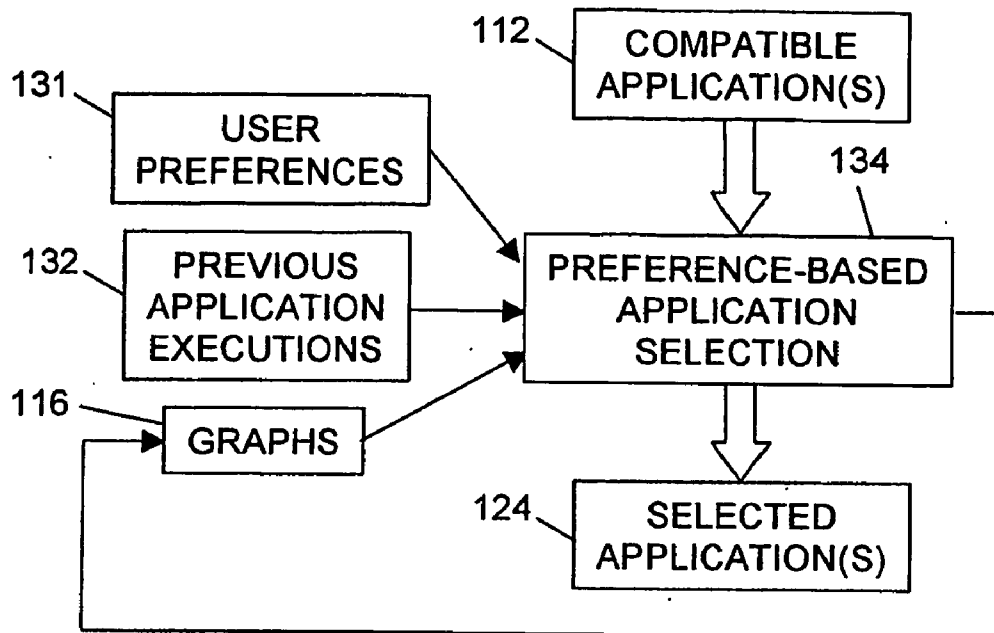 112
COMPATIBLE
APPLICATION(S)
131
USER
PREFERENCES
134
132
PREVIOUS
APPLICATION
EXECUTIONS
PREFERENCE-BASED
APPLICATION
SELECTION
116
GRAPHS
124
SELECTED
APPLICATION(S)